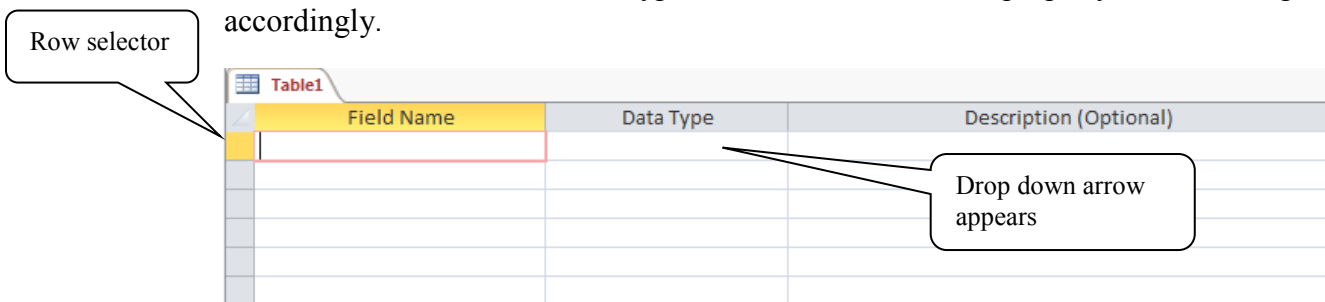 accordingly.
Row selector
Table1
Field Name Data Type Description (Optional)
Drop down arrow
appears